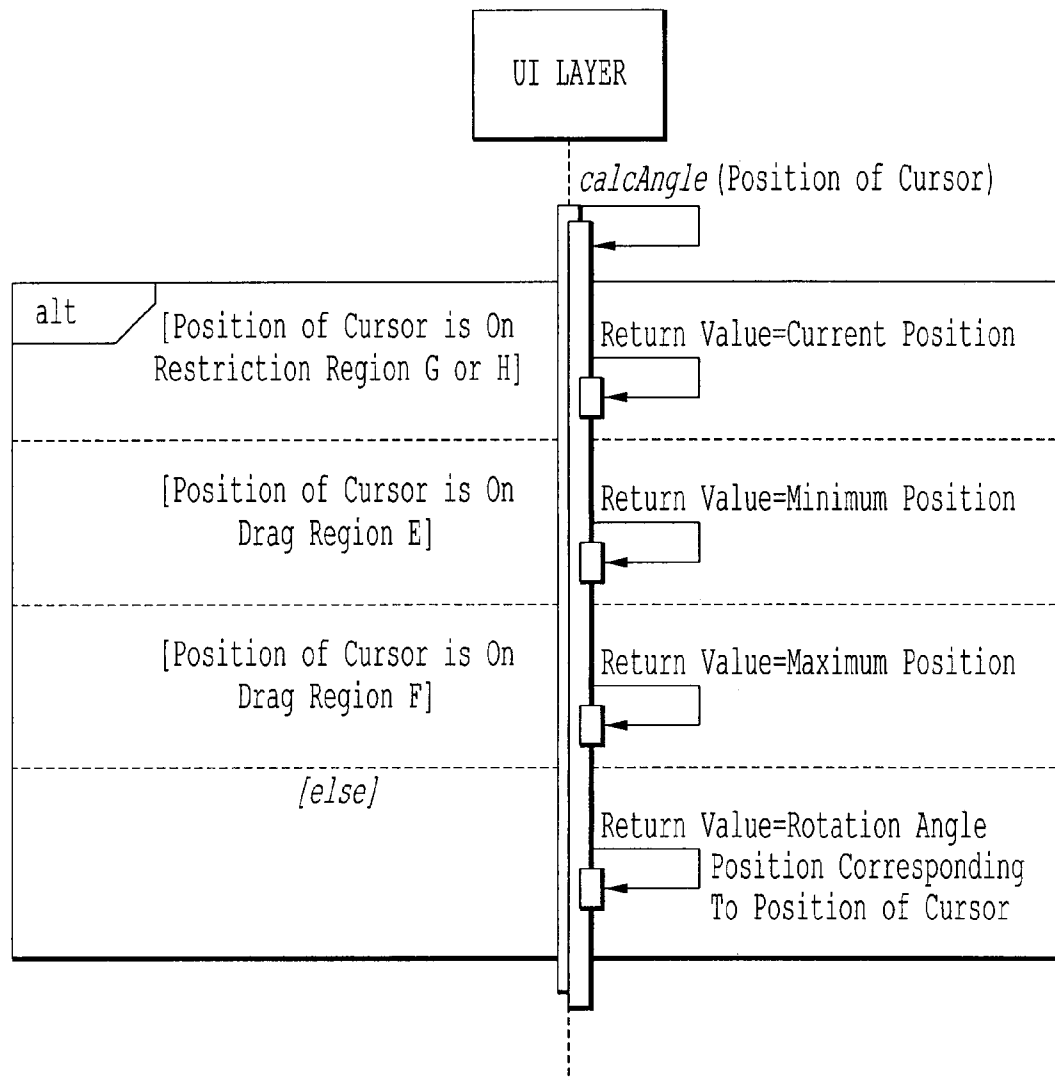 UI LAYER
calcAngle (Position of Cursor)
alt
[Position of Cursor is On
Restriction Region G or H]
Return Value=Current Position
[Position of Cursor is On
Drag Region E]
Return Value=Minimum Position
[Position of Cursor is On
Drag Region F]
Return Value=Maximum Position
[else]
Return Value=Rotation Angle
Position Corresponding
To Position of Cursor